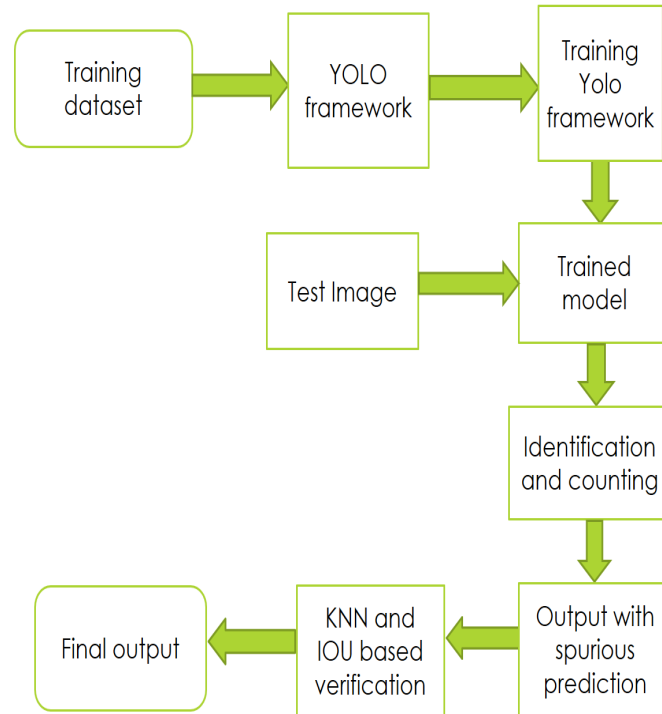 Training
dataset
YOLO
framework
Training
Yolo
framework
Test Image
Trained
model
Identification
and counting
Output with
spurious
prediction
KNN and
IOU based
verification
Final output